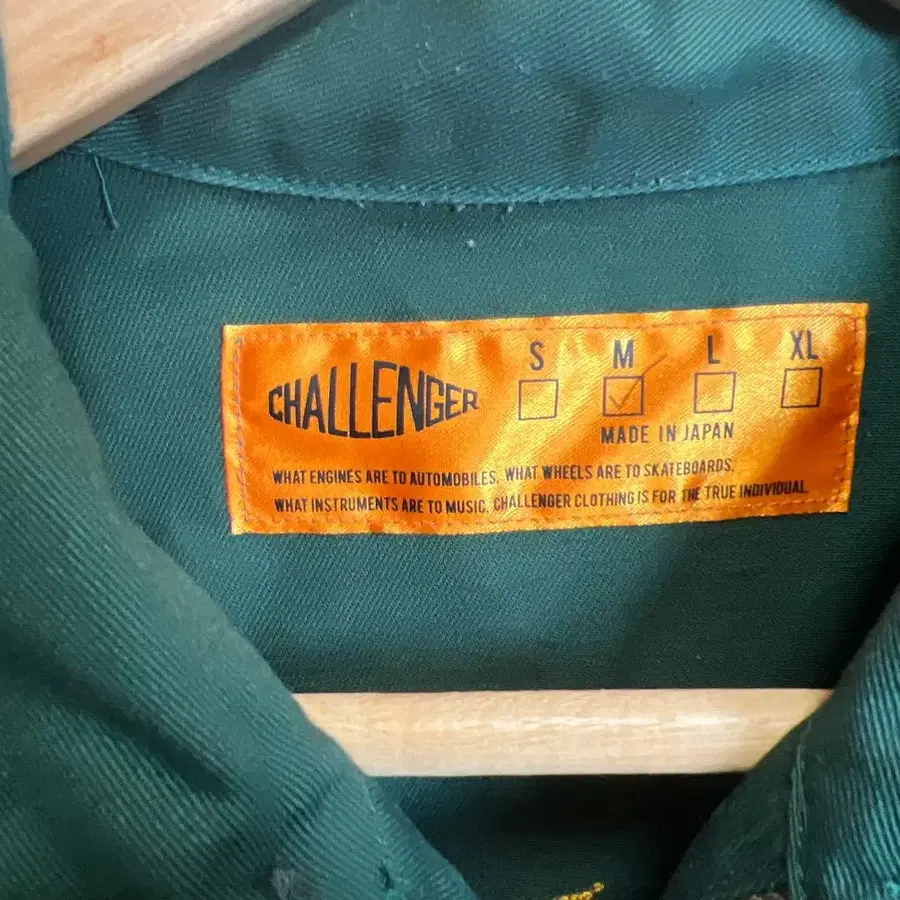 CHALLENGER
S M L XL
MADE IN JAPAN
WHAT ENGINES ARE TO AUTOMOBILES, WHAT WHEELS ARE TO SKATEBOARDS,
WHAT INSTRUMENTS ARE TO MUSIC, CHALLENGER CLOTHING IS FOR THE TRUE INDIVIDUAL.